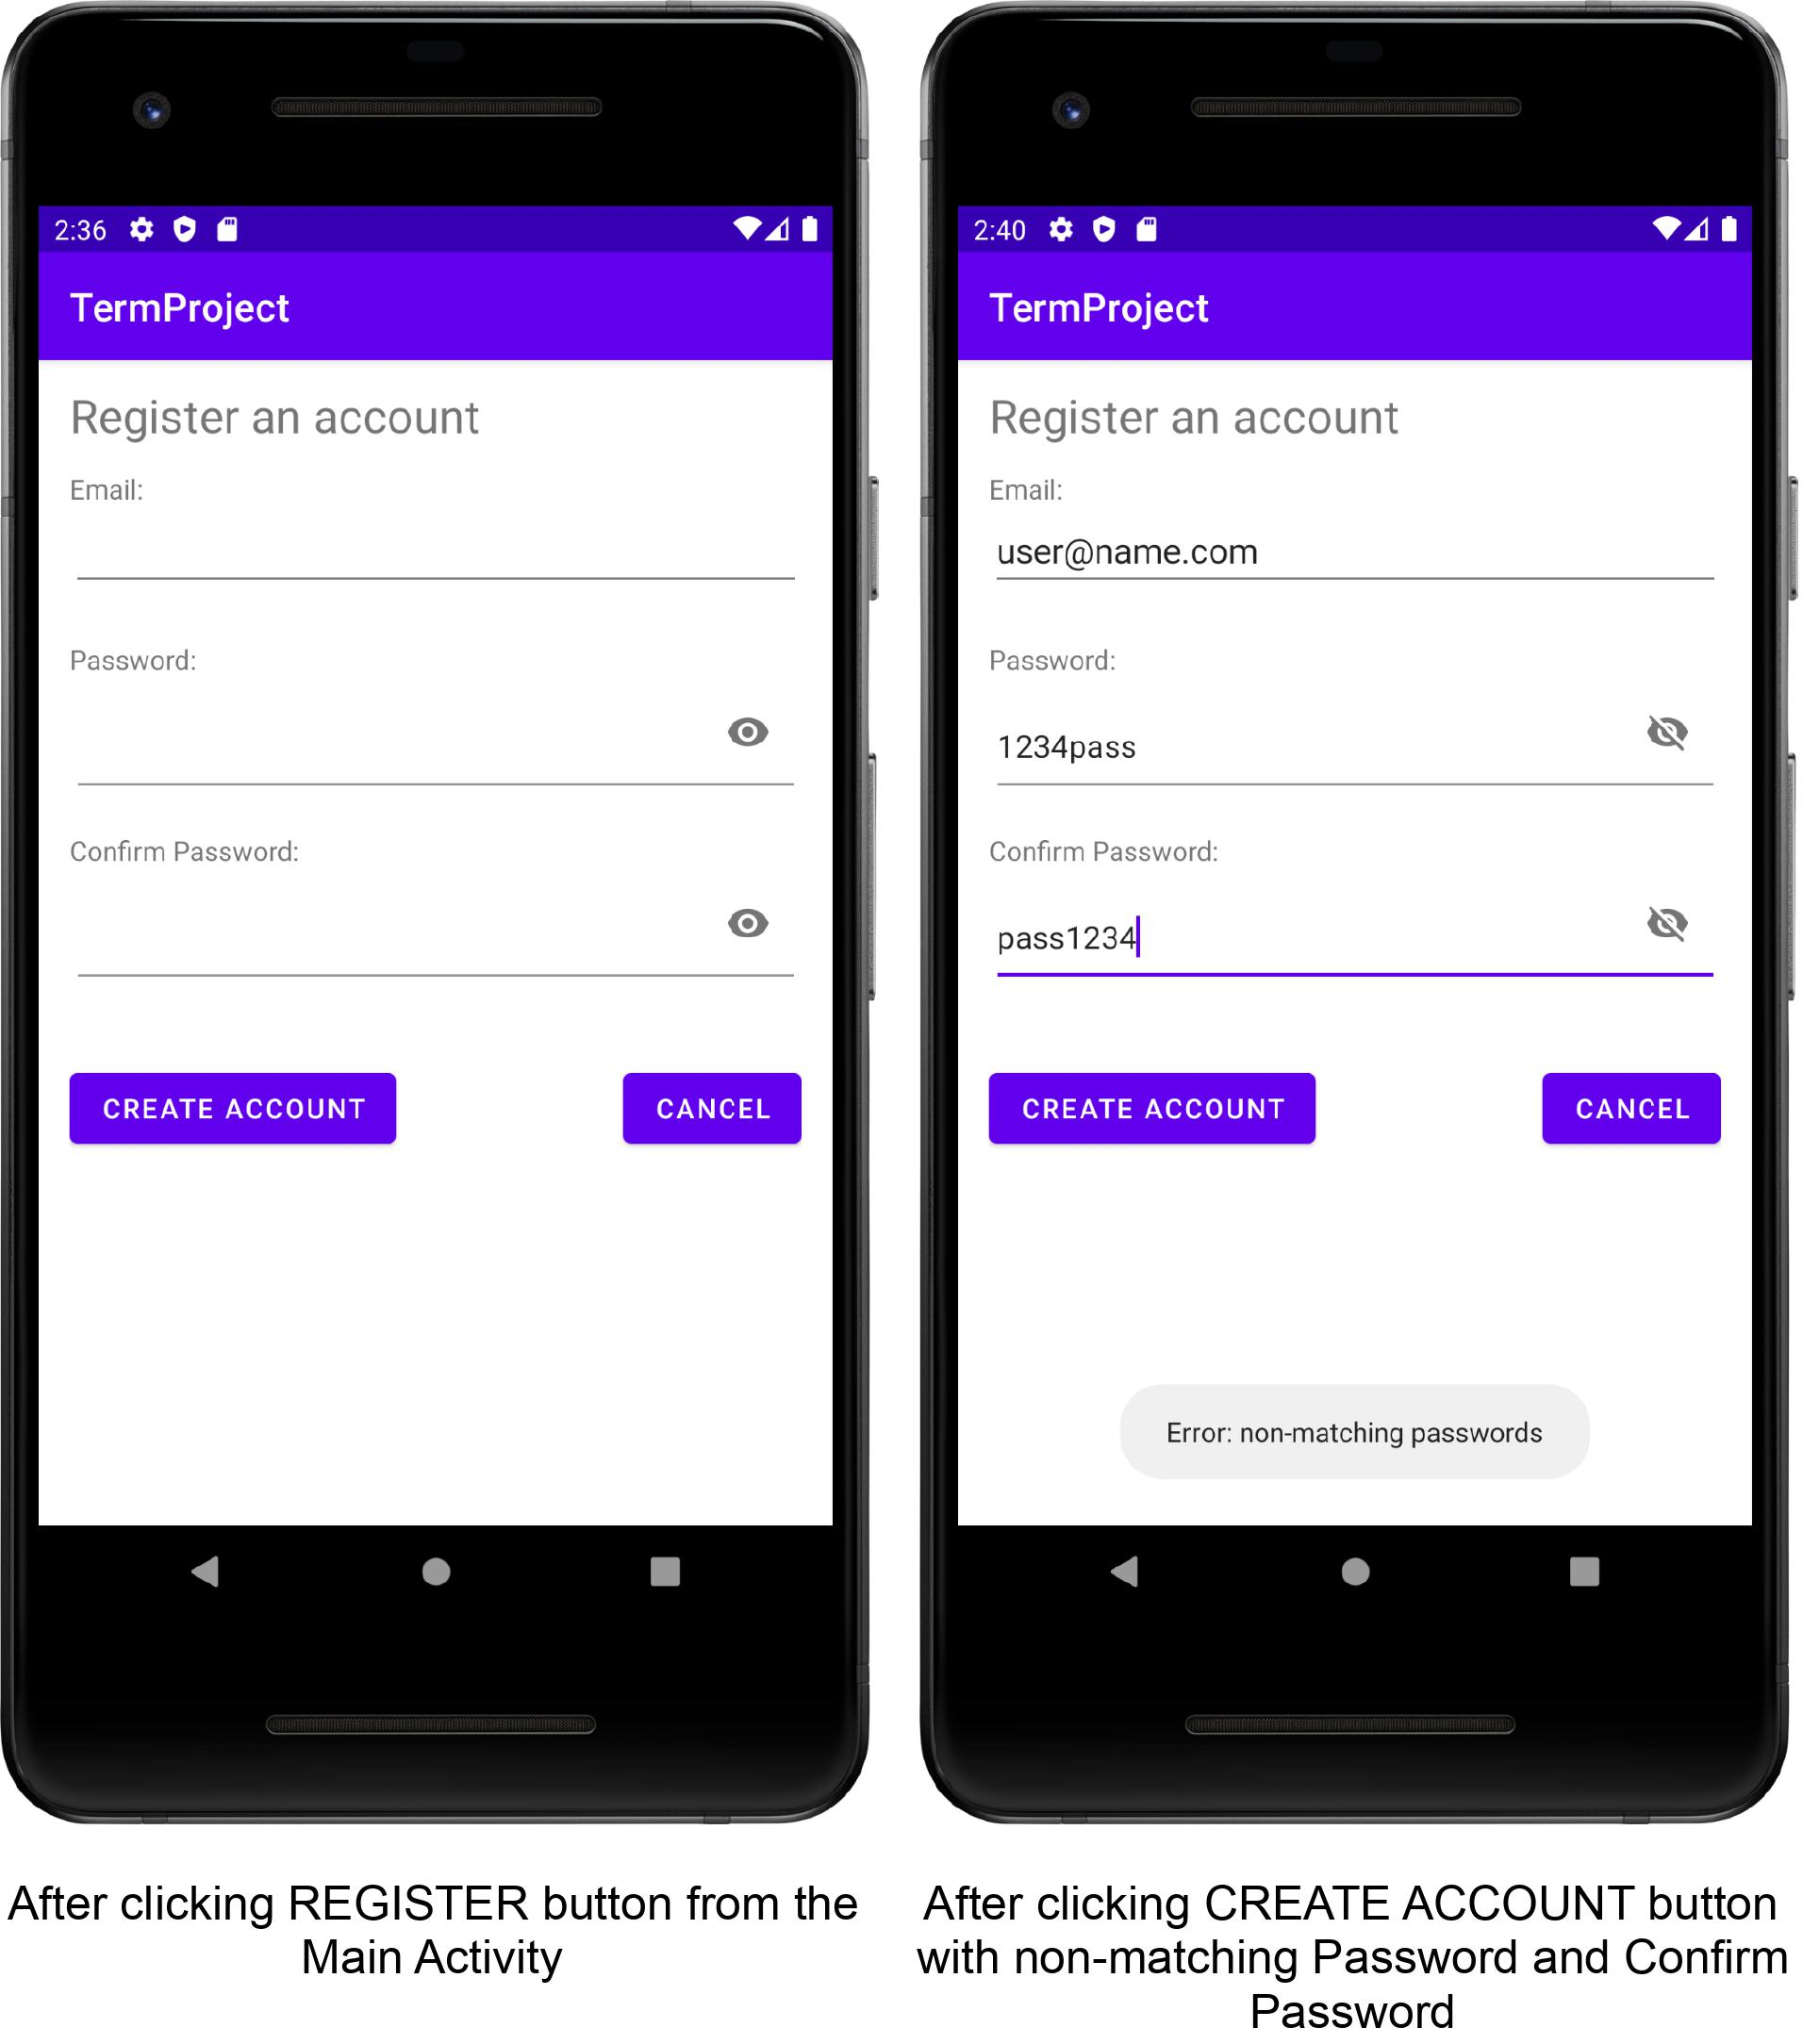 2:36
TermProject
Register an account
Email:
Password:
Confirm Password:
CREATE ACCOUNT
CANCEL
After clicking REGISTER button from the
Main Activity
2:40
TermProject
Register an account
Email:
user@name.com
Password:
1234pass
Confirm Password:
pass1234
CREATE ACCOUNT
CANCEL
Error: non-matching passwords
After clicking CREATE ACCOUNT button
with non-matching Password and Confirm
Password